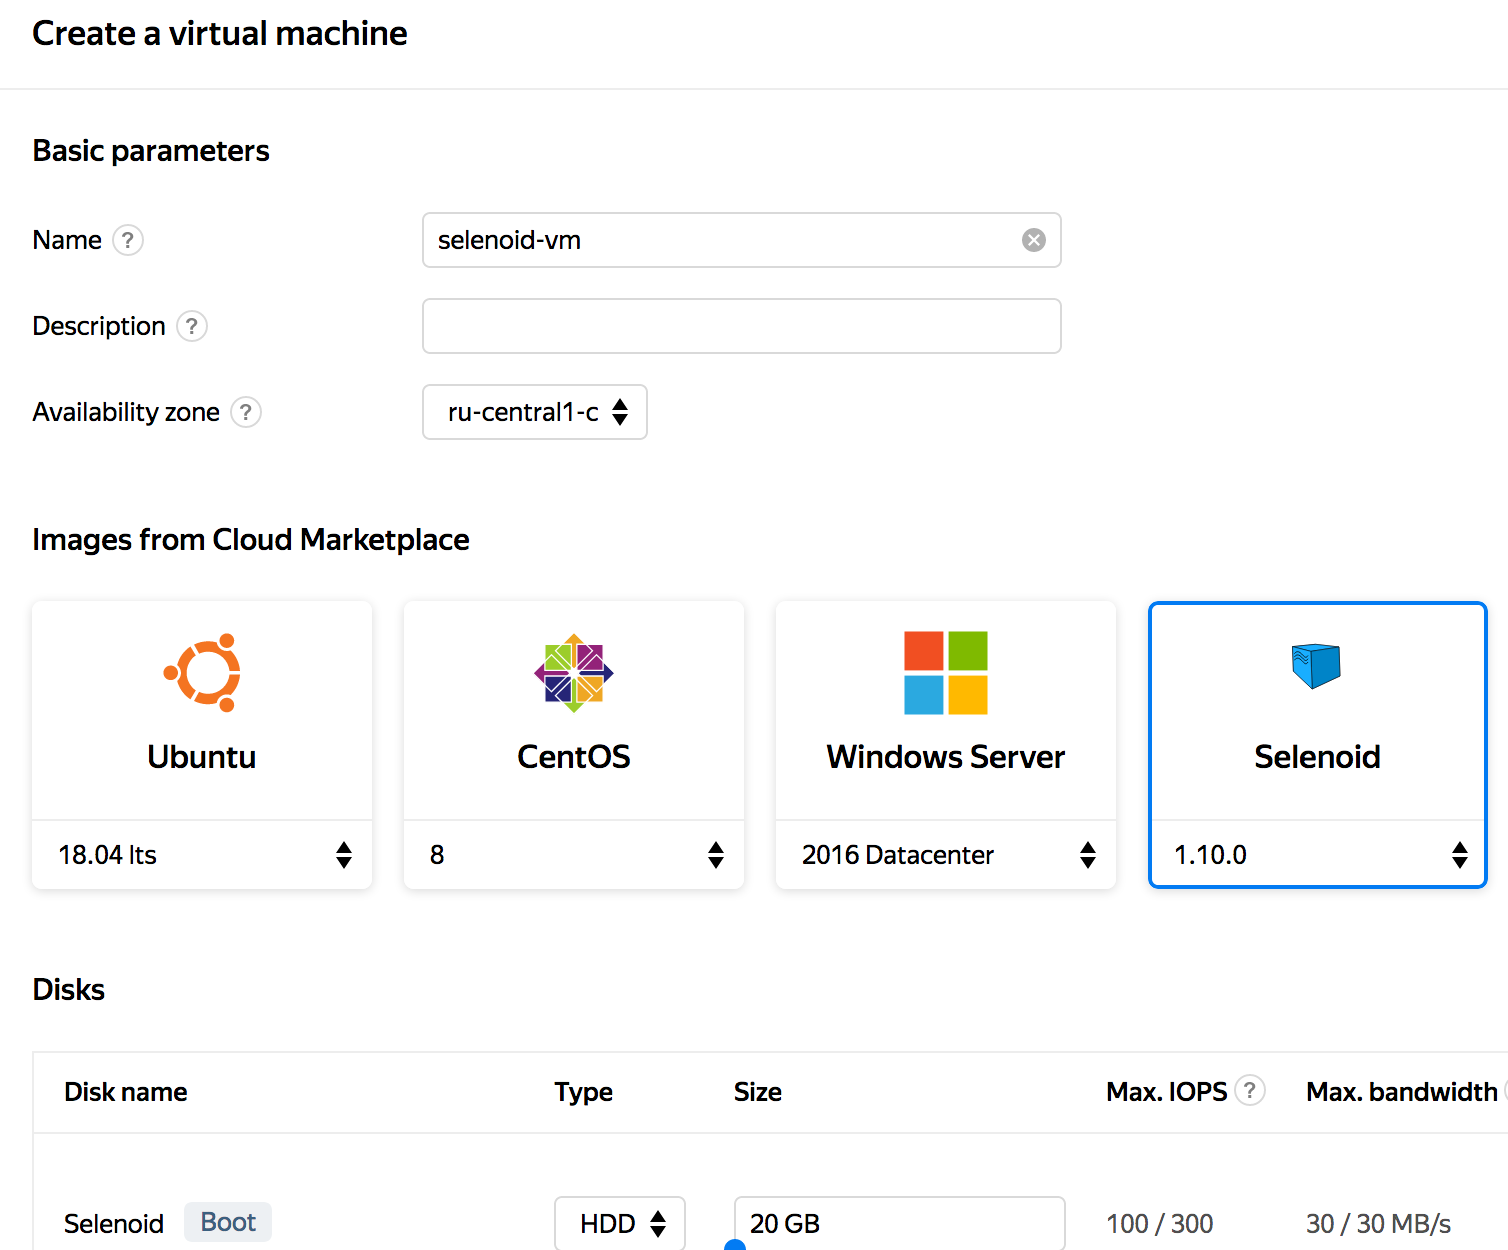 Create a virtual machine
Basic parameters
Name ?
selenoid-vm
Description ?
Availability zone ?
ru-central1-c
Images from Cloud Marketplace
Ubuntu
CentOS
Windows Server
Selenoid
18.04 lts
8
2016 Datacenter
1.10.0
Disks
Disk name Type Size Max. IOPS ? Max. bandwidth
Selenoid Boot HDD 20 GB 100 / 300 30 / 30 MB/s